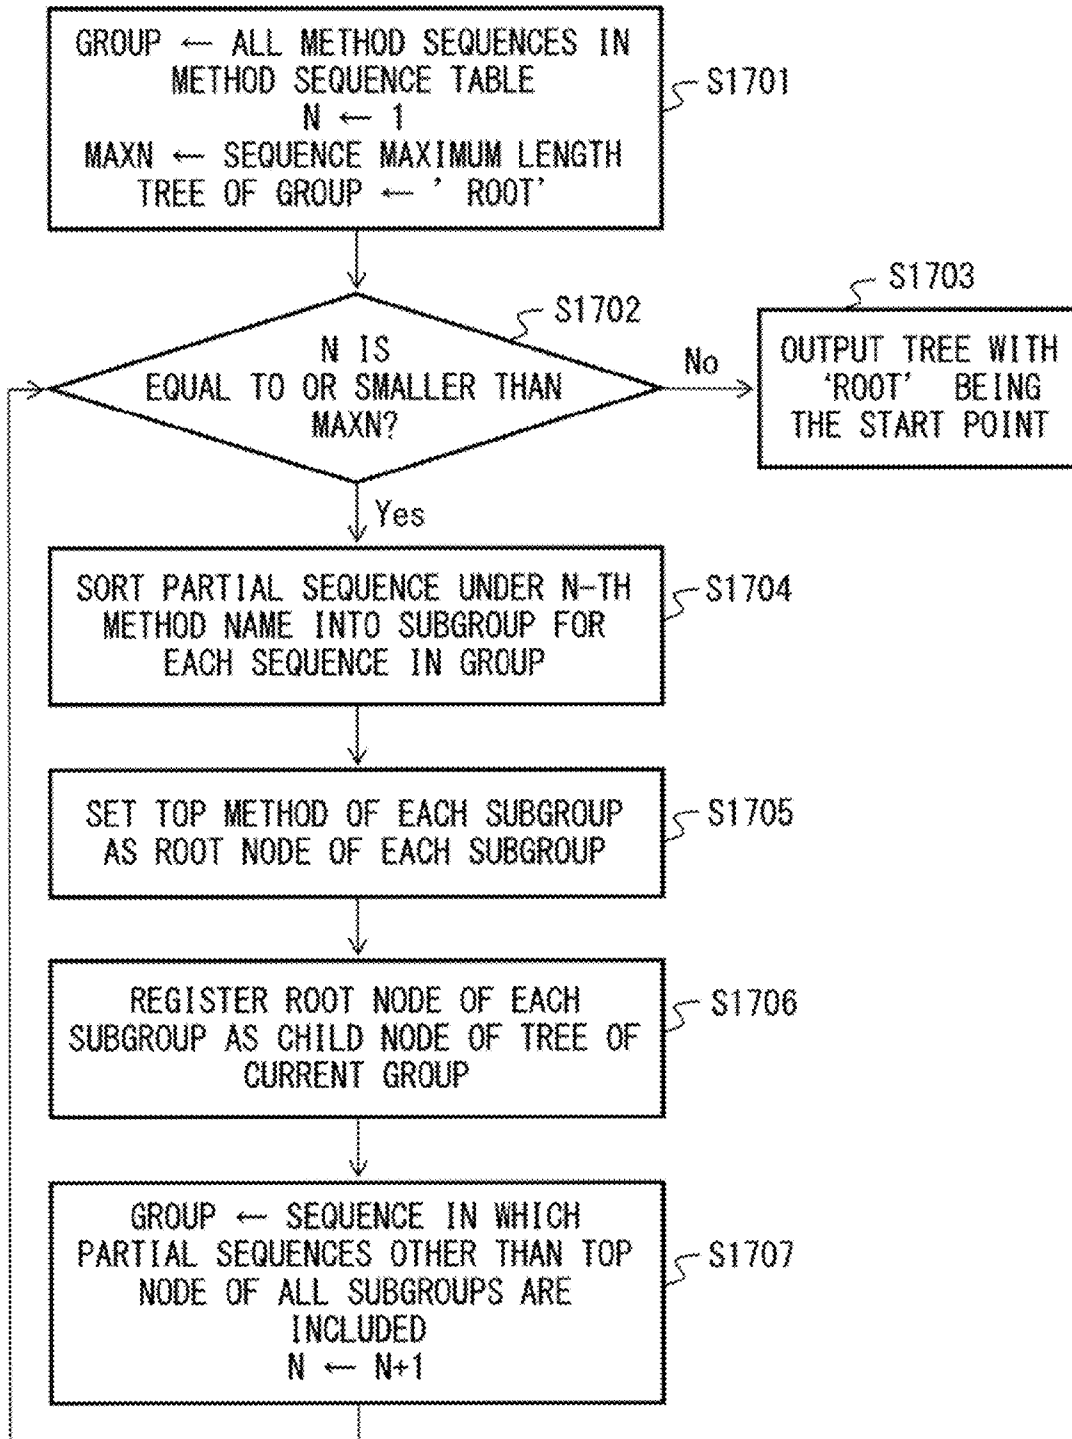 GROUP ← ALL METHOD SEQUENCES IN
METHOD SEQUENCE TABLE
N ← 1
MAXN ← SEQUENCE MAXIMUM LENGTH
TREE OF GROUP ← ' ROOT'
S1701
S1702
N IS
EQUAL TO OR SMALLER THAN
MAXN?
No
S1703
OUTPUT TREE WITH
'ROOT' BEING
THE START POINT
Yes
SORT PARTIAL SEQUENCE UNDER N-TH
METHOD NAME INTO SUBGROUP FOR
EACH SEQUENCE IN GROUP
S1704
SET TOP METHOD OF EACH SUBGROUP
AS ROOT NODE OF EACH SUBGROUP
S1705
REGISTER ROOT NODE OF EACH
SUBGROUP AS CHILD NODE OF TREE OF
CURRENT GROUP
S1706
GROUP ← SEQUENCE IN WHICH
PARTIAL SEQUENCES OTHER THAN TOP
NODE OF ALL SUBGROUPS ARE
INCLUDED
N ← N+1
S1707